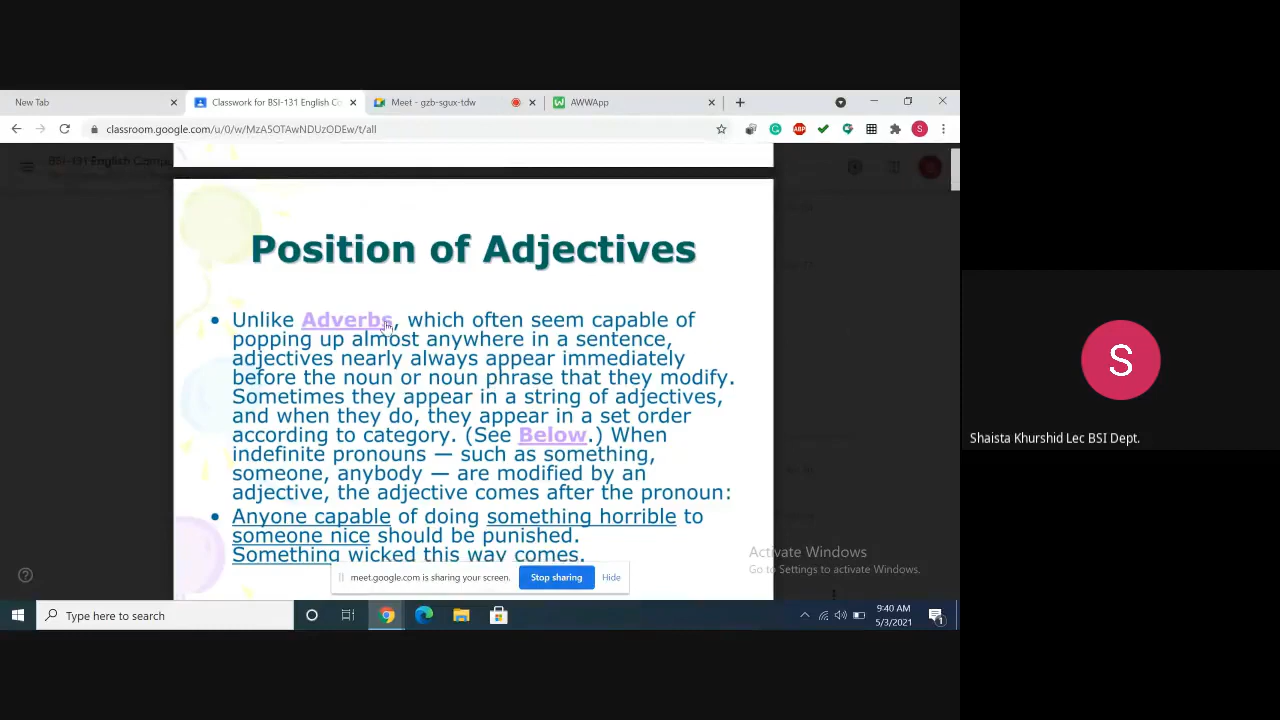 New Tab
Classwork for BSI-131 English Co
Meet - gzb-sgux-tdw
AWWApp
classroom.google.com/u/0/w/MzA5OTAwNDUzODEw/t/all
ABP
S
BSI-131 English Comp
Position of Adjectives
• Unlike Adverbs, which often seem capable of
popping up almost anywhere in a sentence,
adjectives nearly always appear immediately
before the noun or noun phrase that they modify.
Sometimes they appear in a string of adjectives,
and when they do, they appear in a set order
according to category. (See Below.) When
indefinite pronouns — such as something,
someone, anybody — are modified by an
adjective, the adjective comes after the pronoun:
• Anyone capable of doing something horrible to
someone nice should be punished.
Something wicked this way comes.
S
Shaista Khurshid Lec BSI Dept.
Activate Windows
Go to Settings to activate Windows.
meet.google.com is sharing your screen.
Stop sharing
Hide
Type here to search
9:40 AM
5/3/2021
1